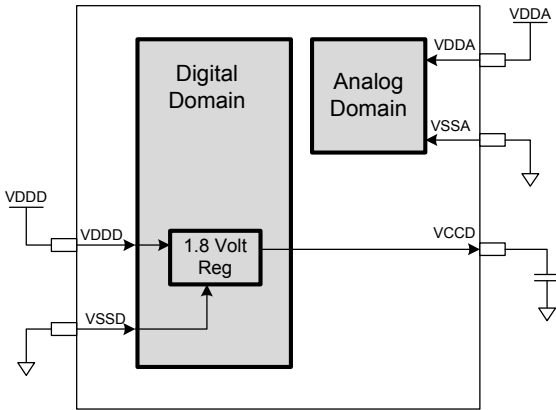 VDDA
Digital
Domain
Analog
Domain
VDDA
VSSA
VDDD
VDDD
1.8 Volt
Reg
VCCD
VSSD